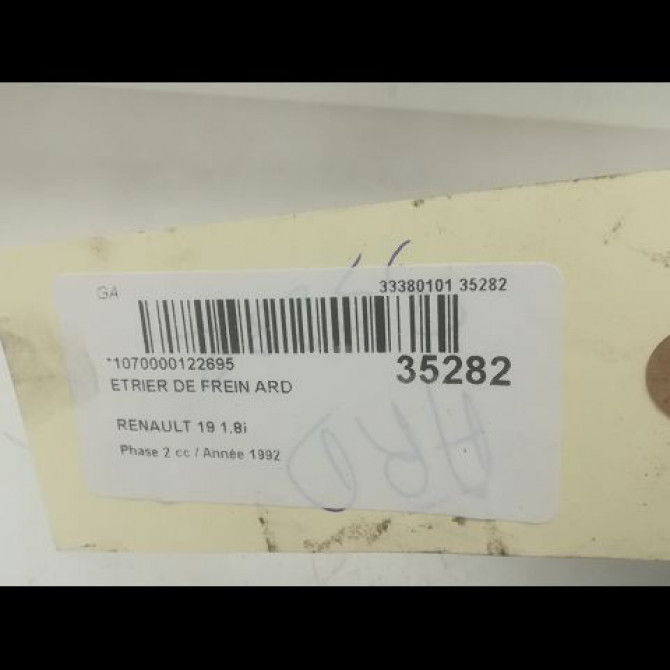 GA
33380101 35282
*1070000122695
35282
ETRIER DE FREIN ARD
RENAULT 19 1.8i
Phase 2 cc / Année 1992
ARD